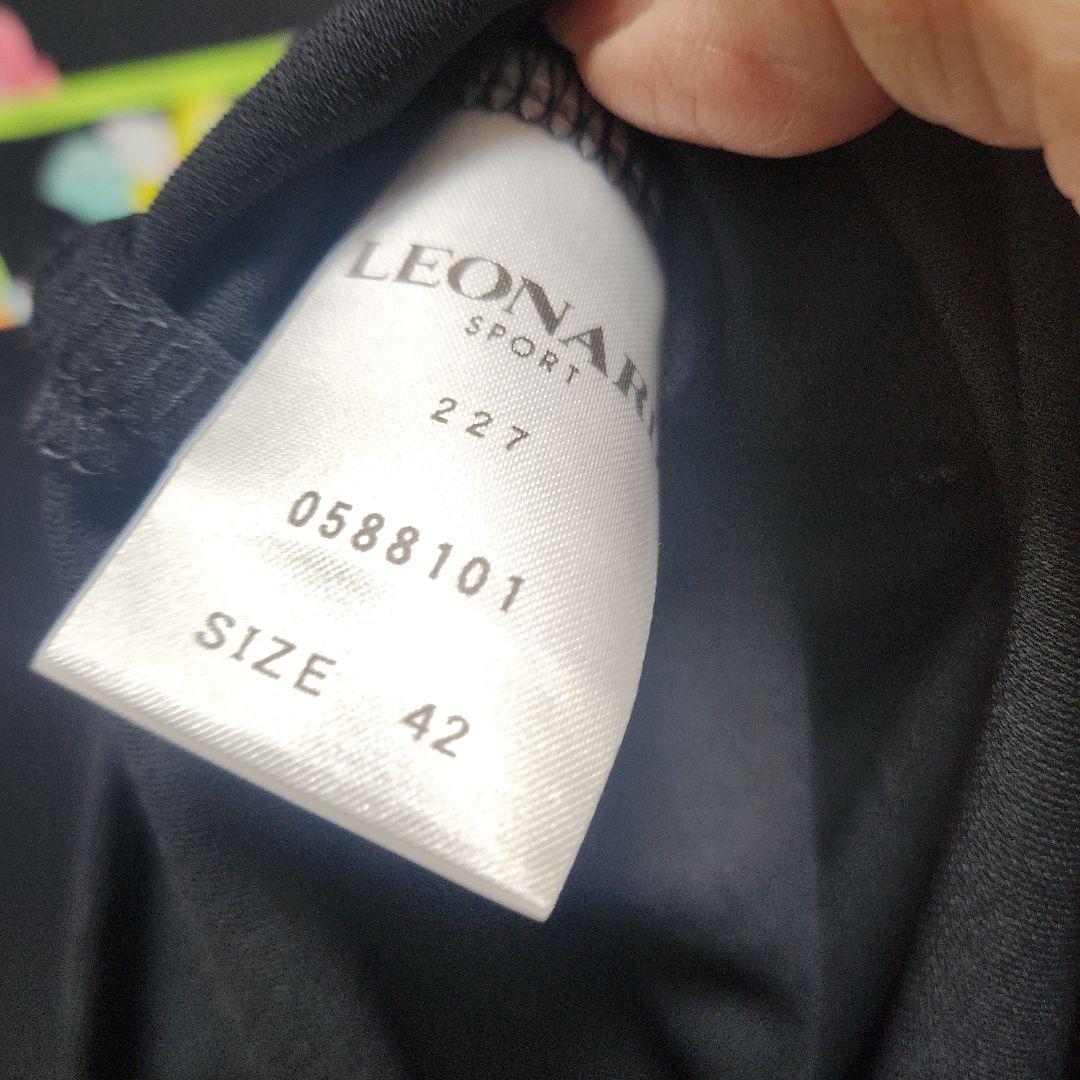 LEONAR
SPORT
227
0588101
SIZE 42